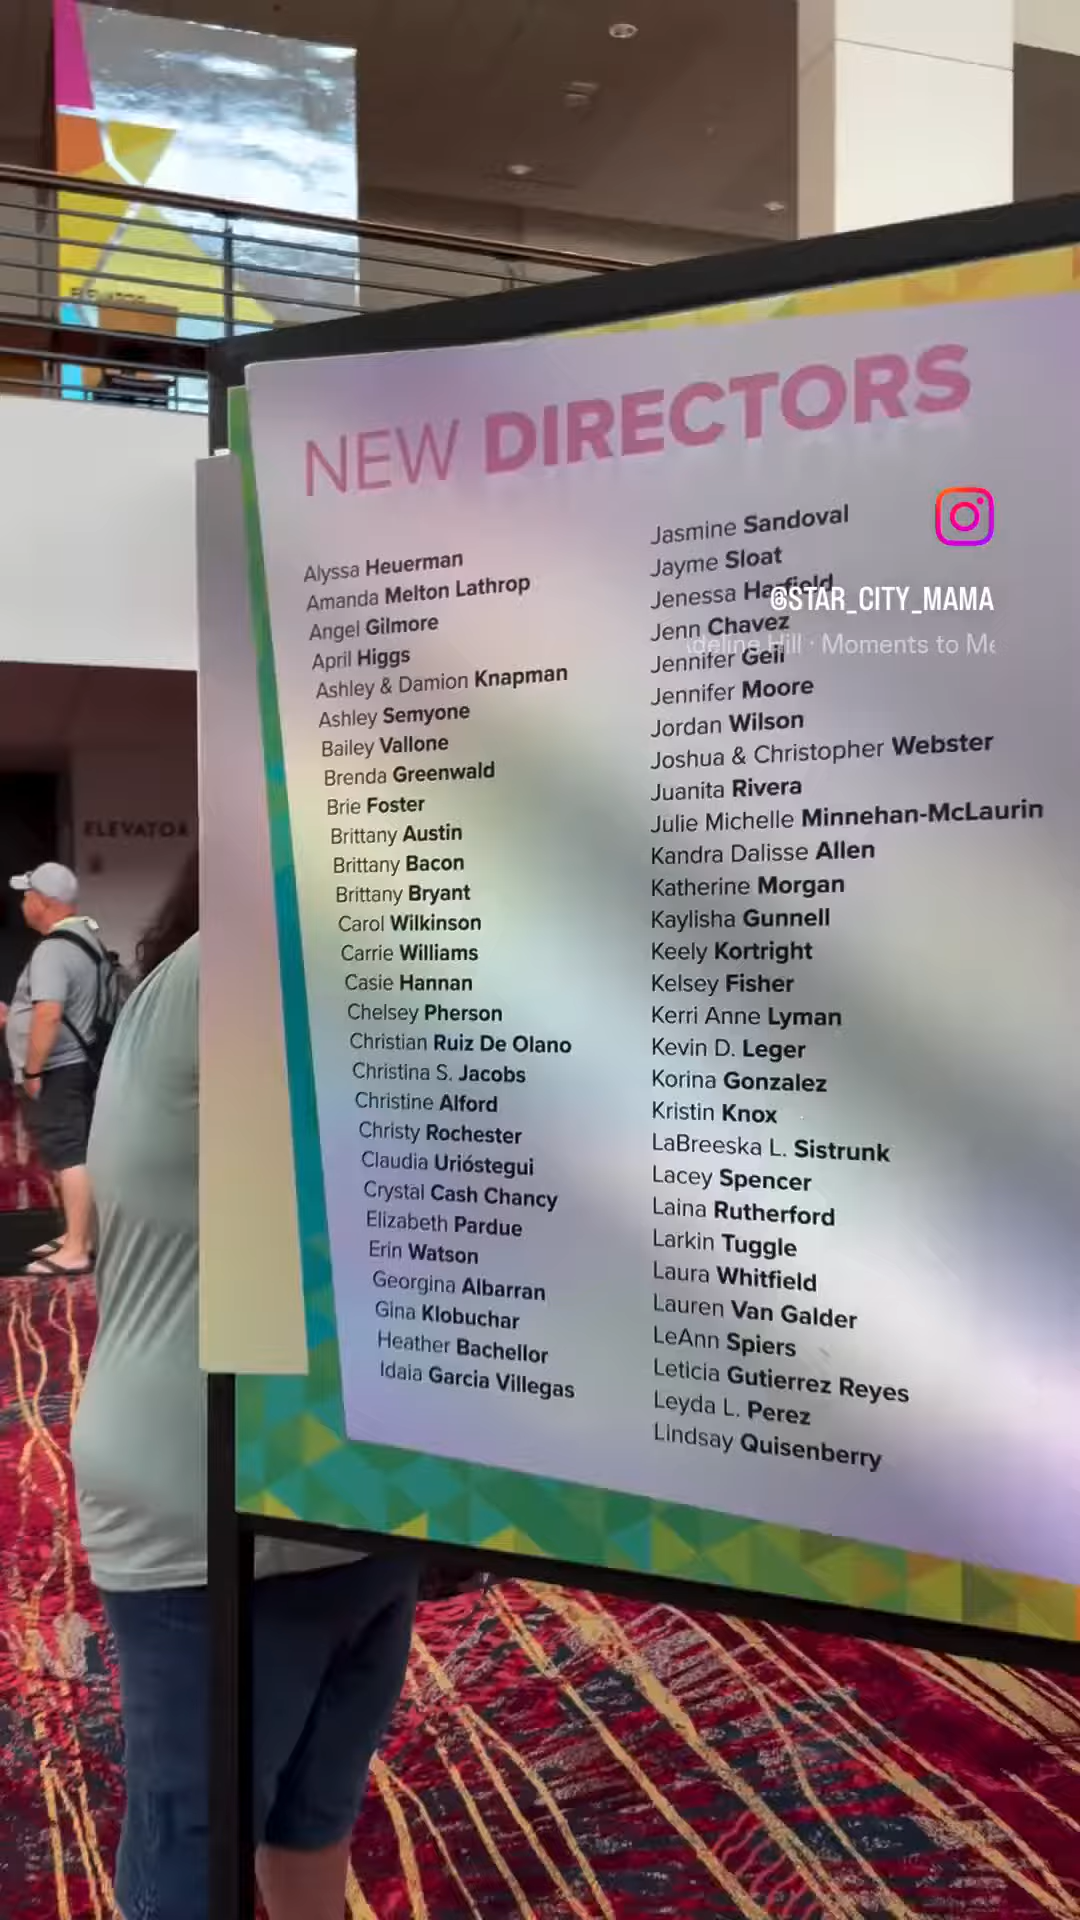 ELEVATOR
NEW DIRECTORS
Alyssa Heuerman
Amanda Melton Lathrop
Angel Gilmore
April Higgs
Ashley & Damion Knapman
Ashley Semyone
Bailey Vallone
Brenda Greenwald
Brie Foster
Brittany Austin
Brittany Bacon
Brittany Bryant
Carol Wilkinson
Carrie Williams
Casie Hannan
Chelsey Pherson
Christian Ruiz De Olano
Christina S. Jacobs
Christine Alford
Christy Rochester
Claudia Urióstegui
Crystal Cash Chancy
Elizabeth Pardue
Erin Watson
Georgina Albarran
Gina Klobuchar
Heather Bachellor
Idaia Garcia Villegas
Jasmine Sandoval
Jayme Sloat
Jenessa Harfield
Jenn Chavez
Jennifer Geli
Jennifer Moore
Jordan Wilson
Joshua & Christopher Webster
Juanita Rivera
Julie Michelle Minnehan-McLaurin
Kandra Dalisse Allen
Katherine Morgan
Kaylisha Gunnell
Keely Kortright
Kelsey Fisher
Kerri Anne Lyman
Kevin D. Leger
Korina Gonzalez
Kristin Knox
LaBreeska L. Sistrunk
Lacey Spencer
Laina Rutherford
Larkin Tuggle
Laura Whitfield
Lauren Van Galder
LeAnn Spiers
Leticia Gutierrez Reyes
Leyda L. Perez
Lindsay Quisenberry
@STAR_CITY_MAMA
Hill · Moments to
ELEVATOR